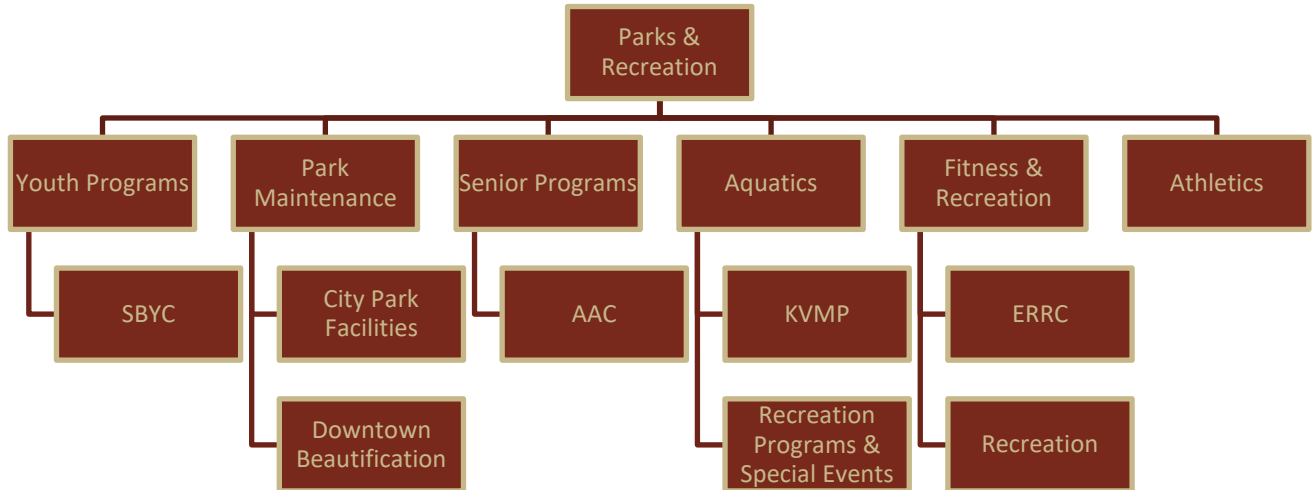 Parks &
Recreation
Youth Programs
Park
Maintenance
Senior Programs
Aquatics
Fitness &
Recreation
Athletics
SBYC
City Park
Facilities
AAC
KVMP
ERRC
Downtown
Beautification
Recreation
Programs &
Special Events
Recreation